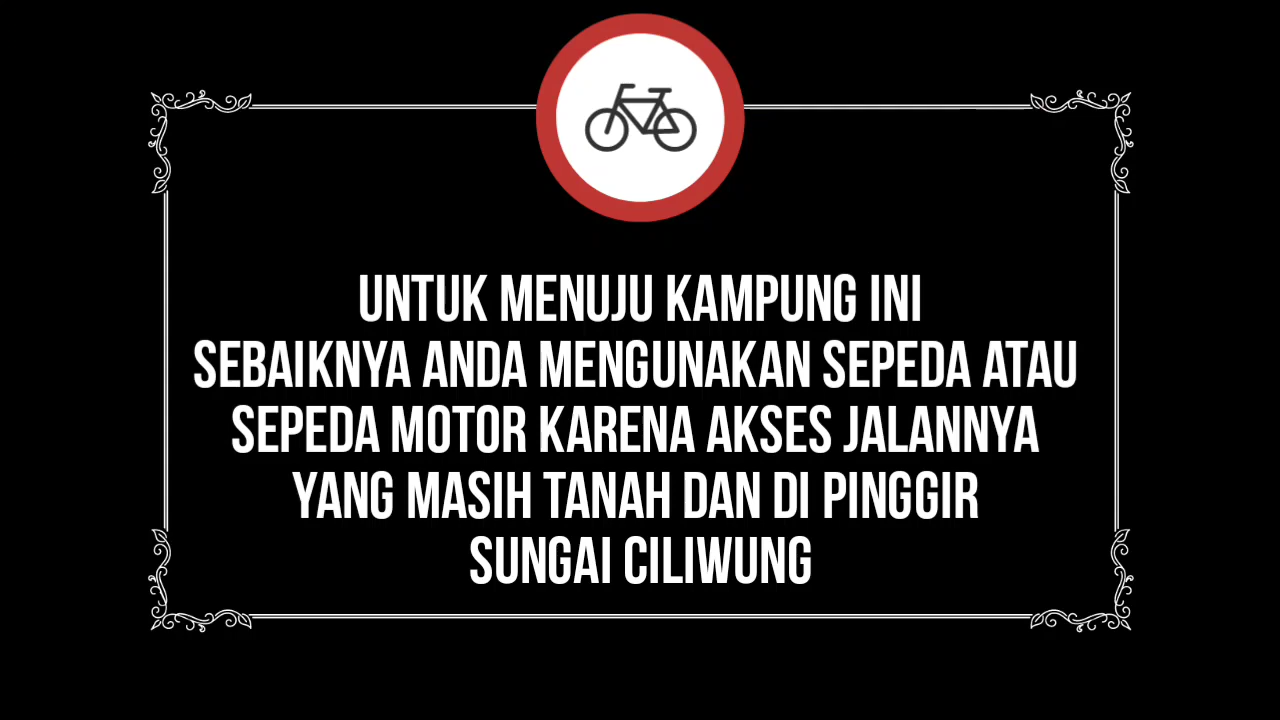 UNTUK MENUJU KAMPUNG INI
SEBAIKNYA ANDA MENGUNAKAN SEPEDA ATAU
SEPEDA MOTOR KARENA AKSES JALANNYA
YANG MASIH TANAH DAN DI PINGGIR
SUNGAI CILIWUNG